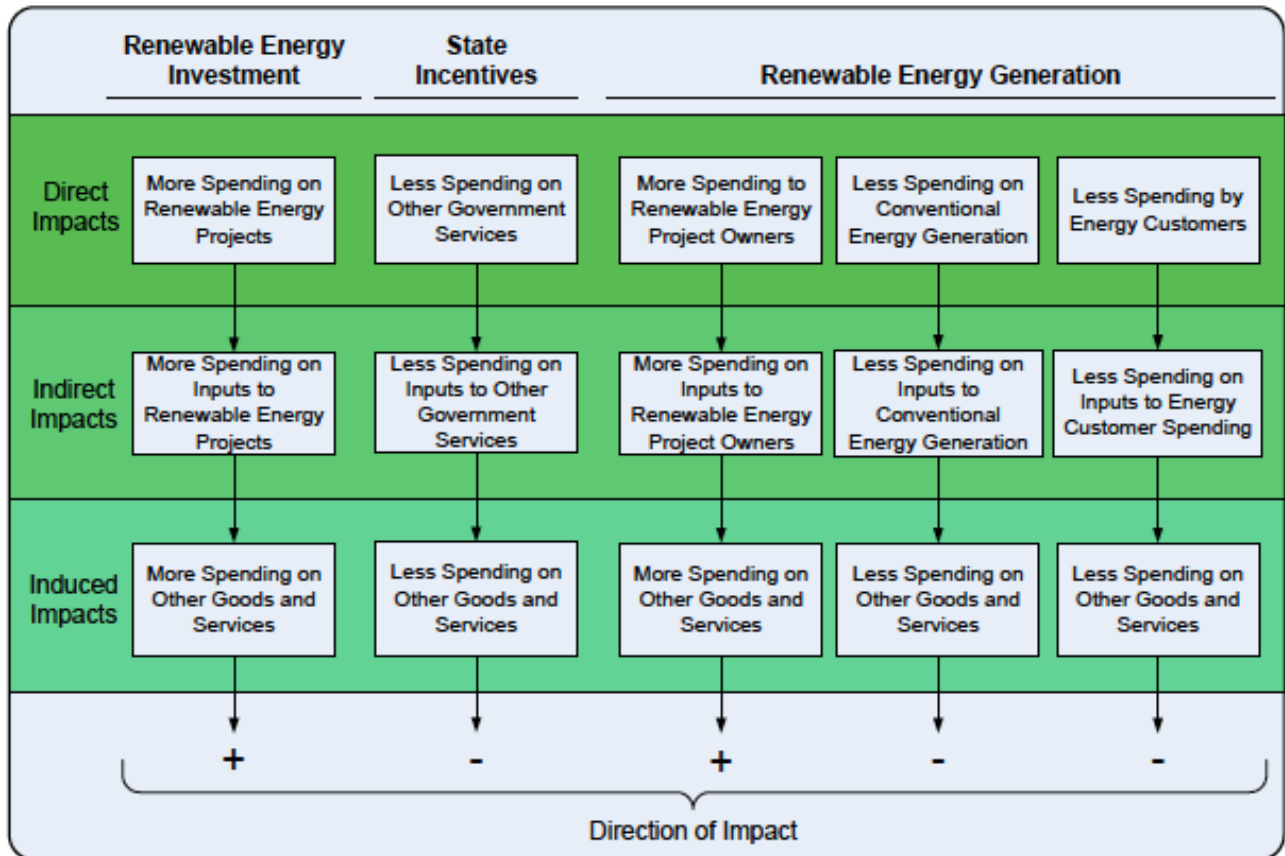 Renewable Energy
Investment
State
Incentives
Renewable Energy Generation
Direct
Impacts
More Spending on
Renewable Energy
Projects
Less Spending on
Other Government
Services
More Spending to
Renewable Energy
Project Owners
Less Spending on
Conventional
Energy Generation
Less Spending by
Energy Customers
Indirect
Impacts
More Spending on
Inputs to
Renewable Energy
Projects
Less Spending on
Inputs to Other
Government
Services
More Spending on
Inputs to
Renewable Energy
Project Owners
Less Spending on
Inputs to
Conventional
Energy Generation
Less Spending on
Inputs to Energy
Customer Spending
Induced
Impacts
More Spending on
Other Goods and
Services
Less Spending on
Other Goods and
Services
More Spending on
Other Goods and
Services
Less Spending on
Other Goods and
Services
Less Spending on
Other Goods and
Services
+
-
+
-
-
Direction of Impact